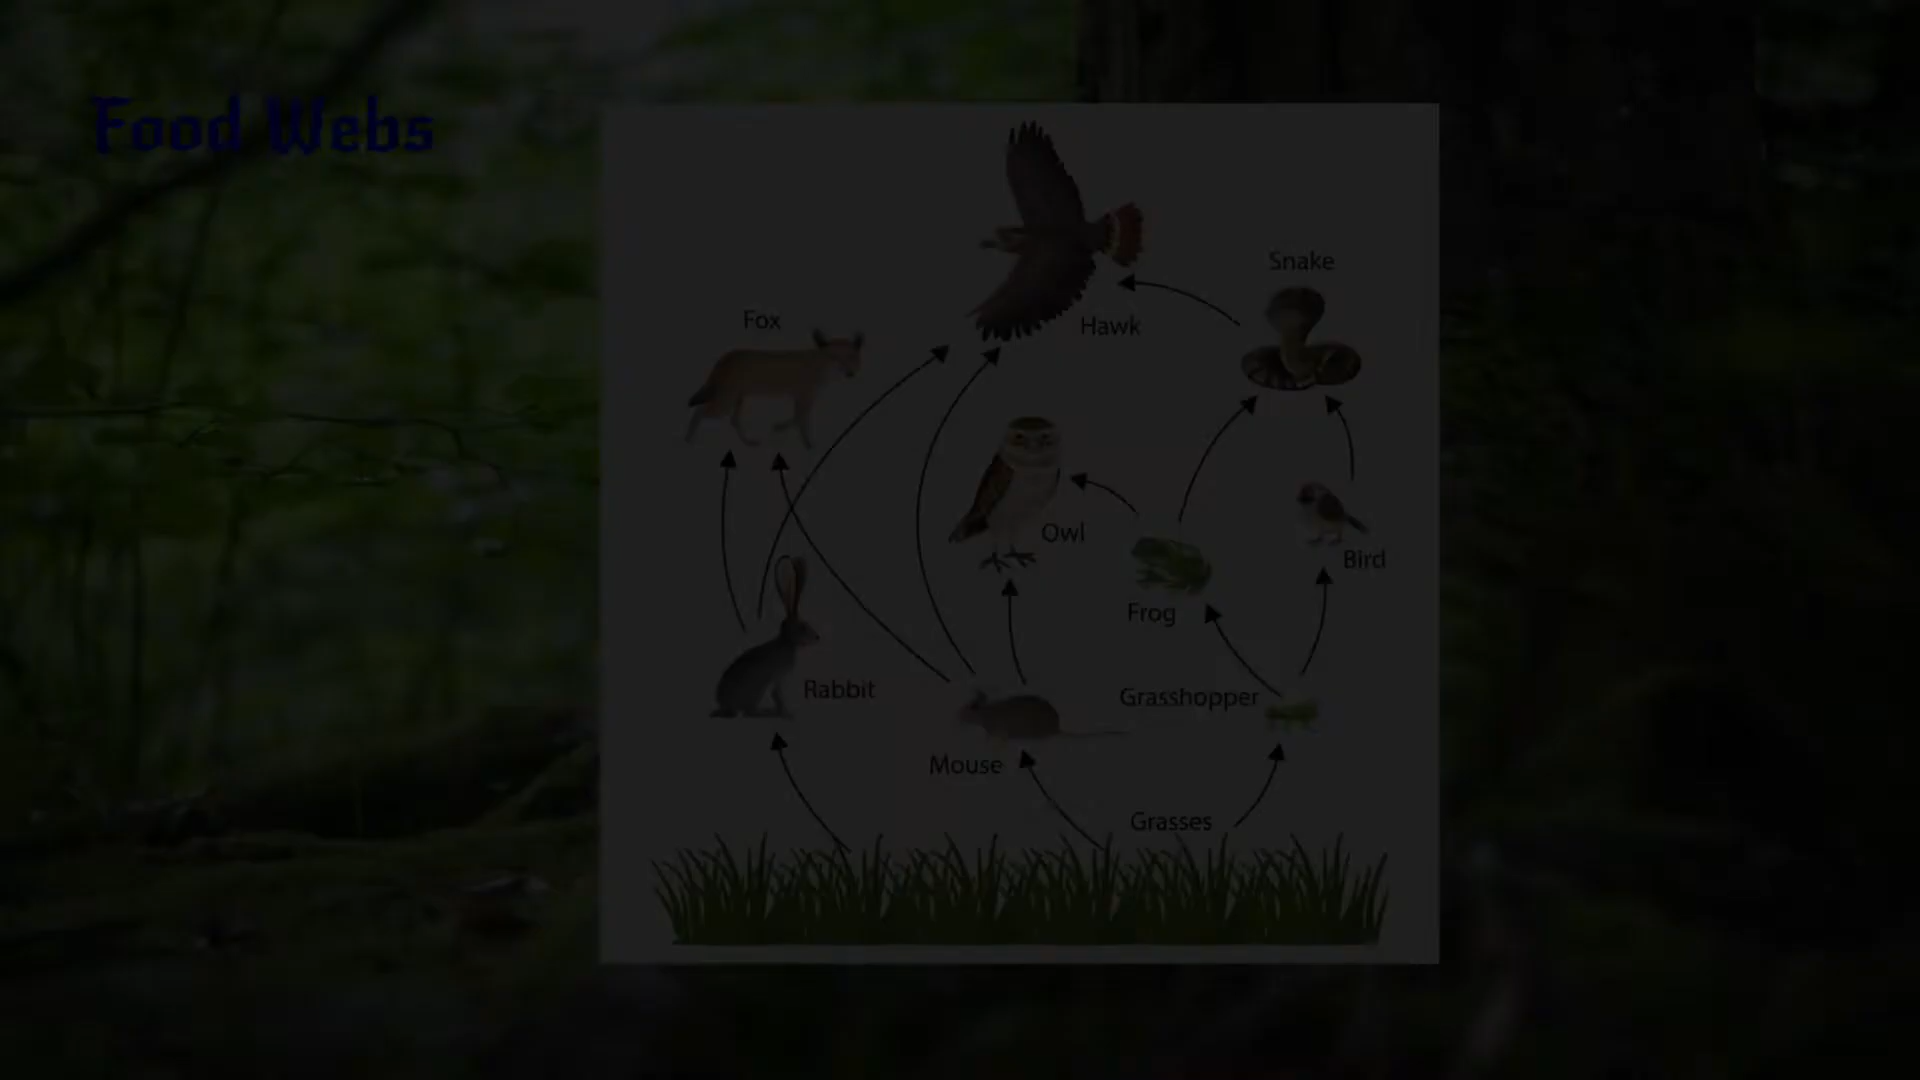 Food Webs
Snake
Fox
Hawk
Owl
Bird
Frog
Rabbit
Grasshopper
Mouse
Grasses